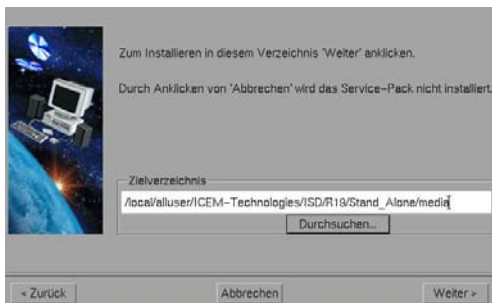 Zum Installieren in diesem Verzeichnis 'Weiter' anklicken.
Durch Anklicken von 'Abbrechen' wird das Service-Pack nicht installiert.
Zielverzeichnis
/local/alluser/ICEM-Technologies/ISD/R19/Stand_Alone/media
Durchsuchen...
< Zurück
Abbrechen
Weiter >